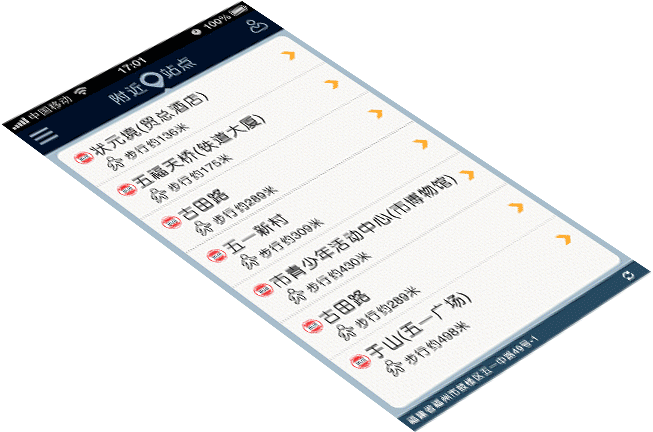 中国移动 17:01 100%
附近 站点
状元境(贸总酒店)
步行约136米
五福天桥(铁道大厦)
步行约175米
古田路
步行约289米
五一新村
步行约309米
市青少年活动中心(市博物馆)
步行约430米
古田路
步行约289米
于山(五一广场)
步行约498米
福建省福州市鼓楼区五一中路49号-1